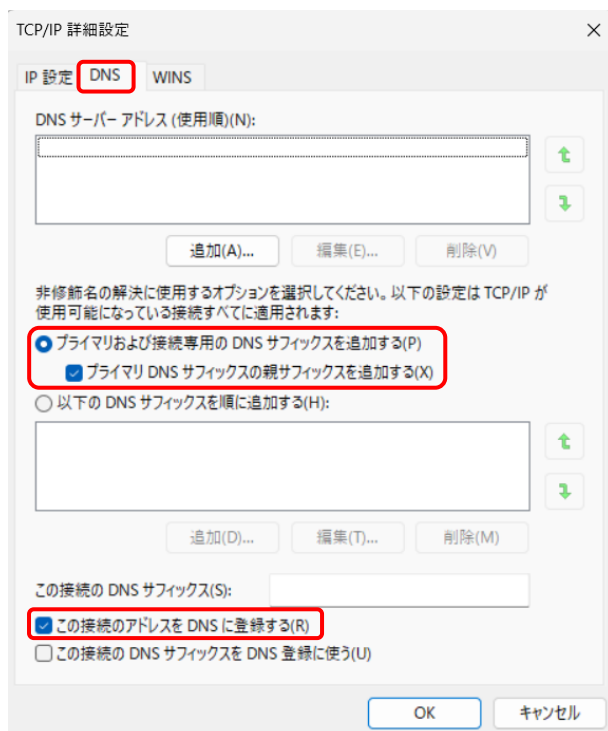 TCP/IP 詳細設定
IP 設定 DNS WINS
DNS サーバー アドレス (使用順)(N):
追加(A)... 編集(E)... 削除(V)
非修飾名の解決に使用するオプションを選択してください。以下の設定は TCP/IP が
使用可能になっている接続すべてに適用されます:
プライマリおよび接続専用の DNS サフィックスを追加する(P)
プライマリ DNS サフィックスの親サフィックスを追加する(X)
以下の DNS サフィックスを順に追加する(H):
追加(D)... 編集(T)... 削除(M)
この接続の DNS サフィックス(S):
この接続のアドレスを DNS に登録する(R)
この接続の DNS サフィックスを DNS 登録に使う(U)
OK キャンセル